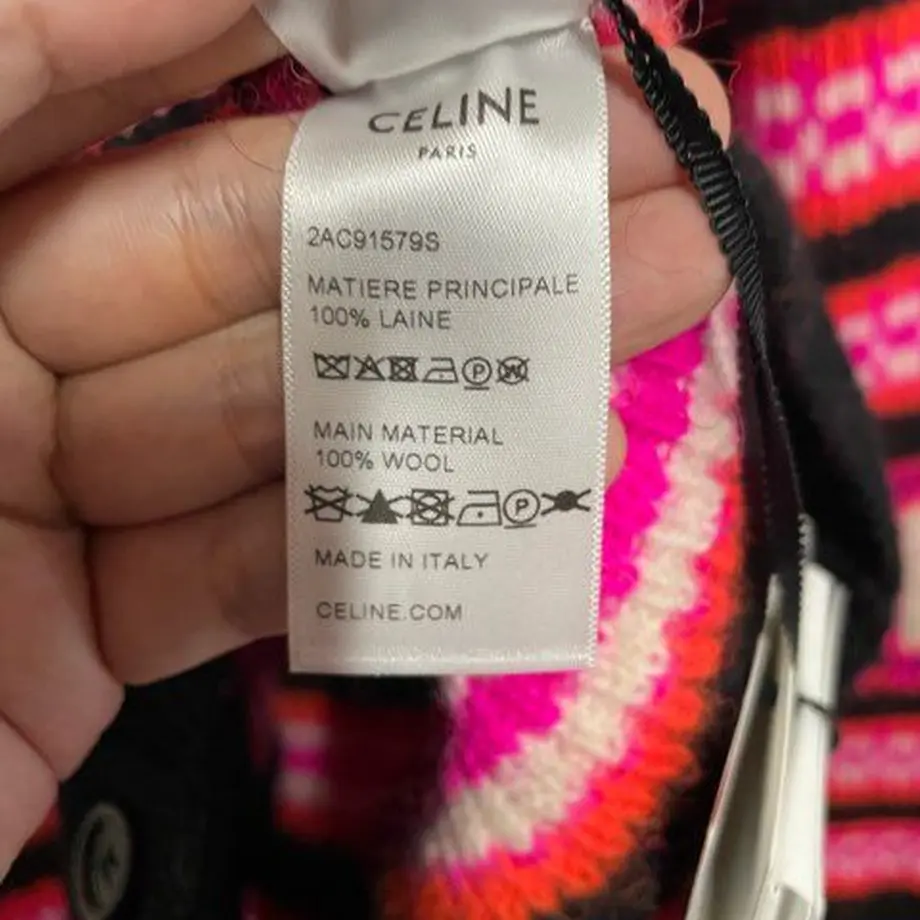 CELINE
PARIS
2AC91579S
MATIERE PRINCIPALE
100% LAINE
MAIN MATERIAL
100% WOOL
MADE IN ITALY
CELINE.COM